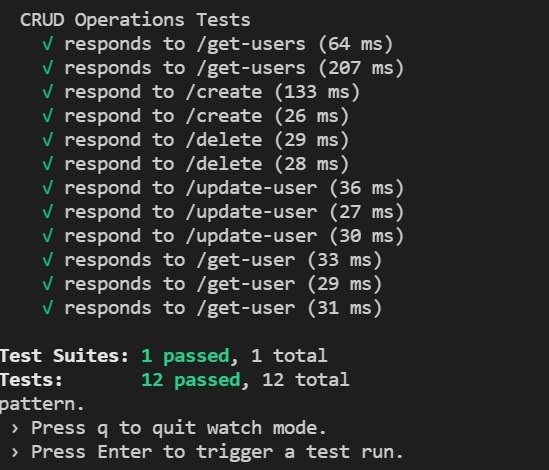 CRUD Operations Tests
√ responds to /get-users (64 ms)
√ responds to /get-users (207 ms)
√ respond to /create (133 ms)
√ respond to /create (26 ms)
√ respond to /delete (29 ms)
√ respond to /delete (28 ms)
√ responds to /update-user (36 ms)
√ responds to /update-user (27 ms)
√ responds to /update-user (30 ms)
√ responds to /get-user (33 ms)
√ responds to /get-user (29 ms)
√ responds to /get-user (31 ms)
Test Suites: 1 passed, 1 total
Tests: 12 passed, 12 total
pattern.
› Press q to quit watch mode.
› Press Enter to trigger a test run.